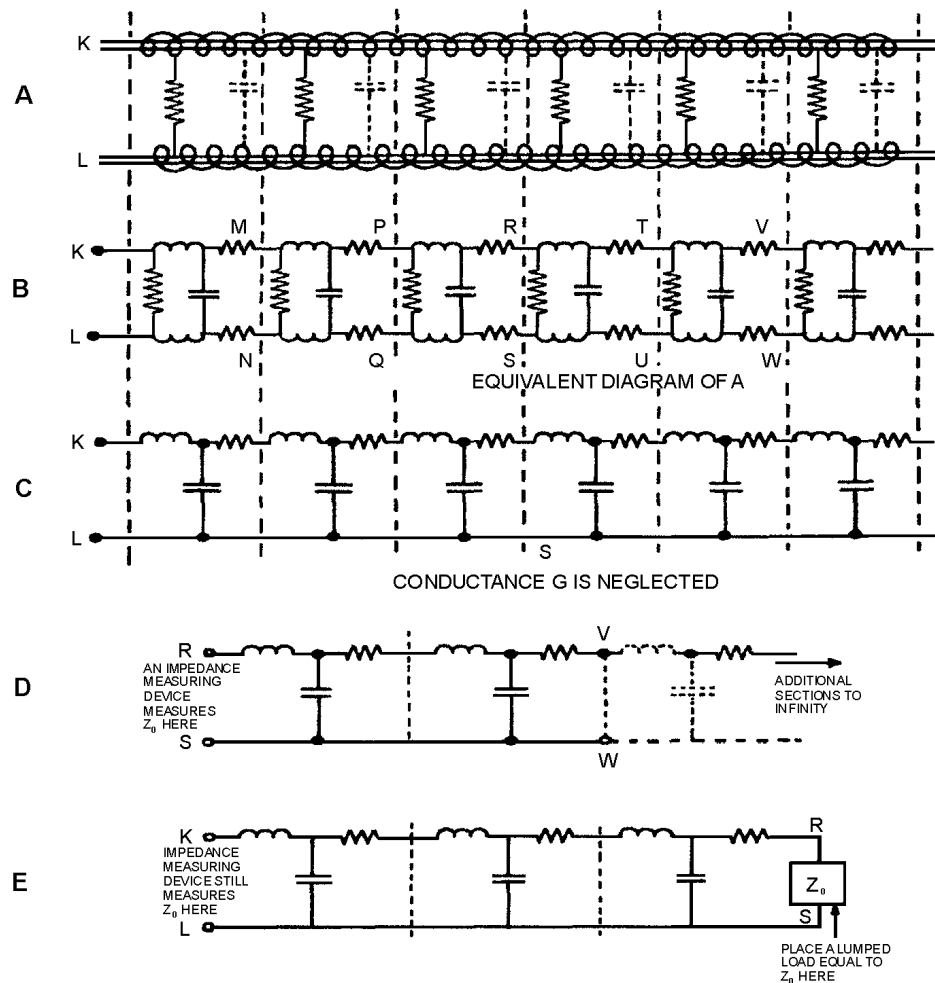 K
A
L
M P R T V
K
B
L
N Q S U W
EQUIVALENT DIAGRAM OF A
K
C
L
S
CONDUCTANCE G IS NEGLECTED
R
V
AN IMPEDANCE
MEASURING
DEVICE
MEASURES
Z₀ HERE
D
ADDITIONAL
SECTIONS TO
INFINITY
S
W
K
R
IMPEDANCE
MEASURING
DEVICE STILL
MEASURES
Z₀ HERE
E
Z₀
L
S
PLACE A LUMPED
LOAD EQUAL TO
Z₀ HERE